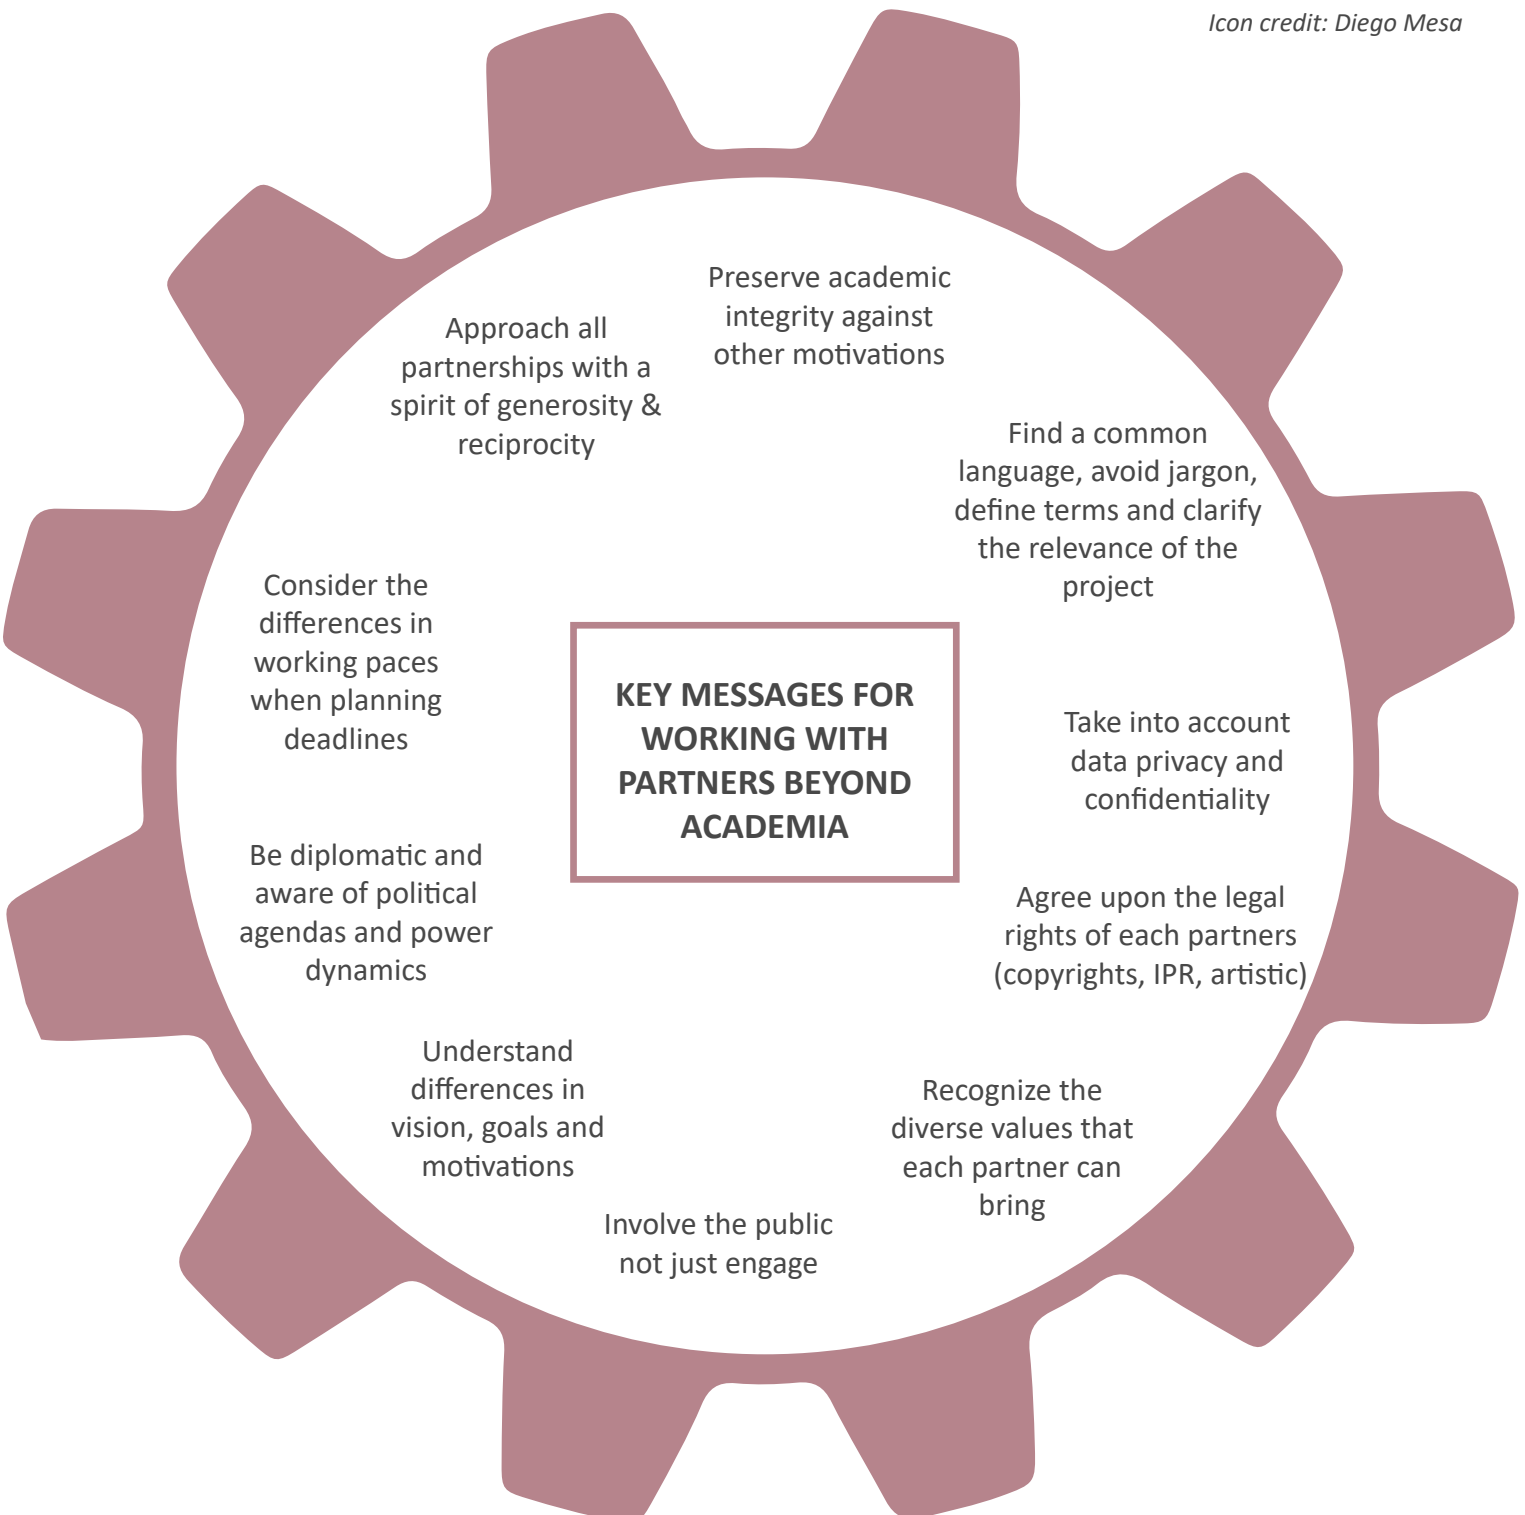 Icon credit: Diego Mesa
Preserve academic
integrity against
other motivations
Approach all
partnerships with a
spirit of generosity &
reciprocity
Find a common
language, avoid jargon,
define terms and clarify
the relevance of the
project
Consider the
differences in
working paces
when planning
deadlines
KEY MESSAGES FOR
WORKING WITH
PARTNERS BEYOND
ACADEMIA
Take into account
data privacy and
confidentiality
Be diplomatic and
aware of political
agendas and power
dynamics
Agree upon the legal
rights of each partners
(copyrights, IPR, artistic)
Understand
differences in
vision, goals and
motivations
Recognize the
diverse values that
each partner can
bring
Involve the public
not just engage